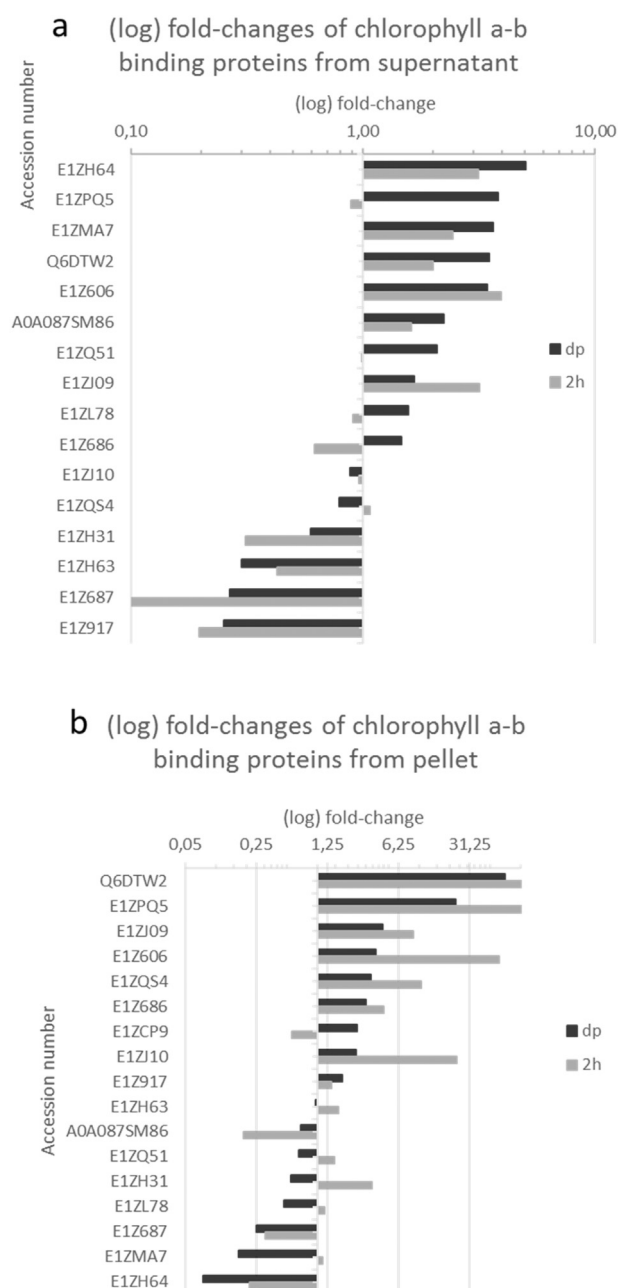 a (log) fold-changes of chlorophyll a-b
binding proteins from supernatant
(log) fold-change
0,10 1,00 10,00
Accession number
E1ZH64
E1ZPQ5
E1ZMA7
Q6DTW2
E1Z606
A0A087SM86
E1ZQ51
E1ZJ09
E1ZL78
E1Z686
E1ZJ10
E1ZQS4
E1ZH31
E1ZH63
E1Z687
E1Z917
dp
2h
b (log) fold-changes of chlorophyll a-b
binding proteins from pellet
(log) fold-change
0,05 0,25 1,25 6,25 31,25
Accession number
Q6DTW2
E1ZPQ5
E1ZJ09
E1Z606
E1ZQS4
E1Z686
E1ZCP9
E1ZJ10
E1Z917
E1ZH63
A0A087SM86
E1ZQ51
E1ZH31
E1ZL78
E1Z687
E1ZMA7
E1ZH64
dp
2h